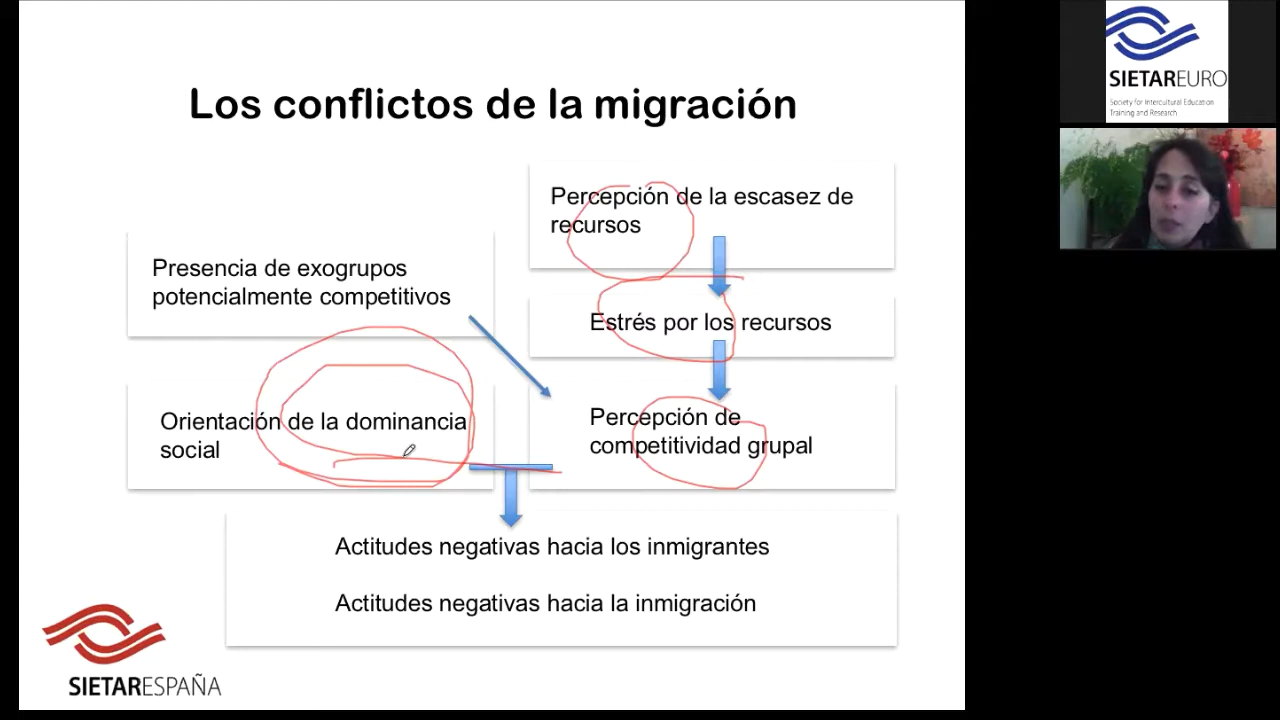 Los conflictos de la migración
Percepción de la escasez de
recursos
Presencia de exogrupos
potencialmente competitivos
Estrés por los recursos
Orientación de la dominancia
social
Percepción de
competitividad grupal
Actitudes negativas hacia los inmigrantes
Actitudes negativas hacia la inmigración
SIETARESPAÑA
SIETAREURO
Society for Intercultural Education
Training and Research